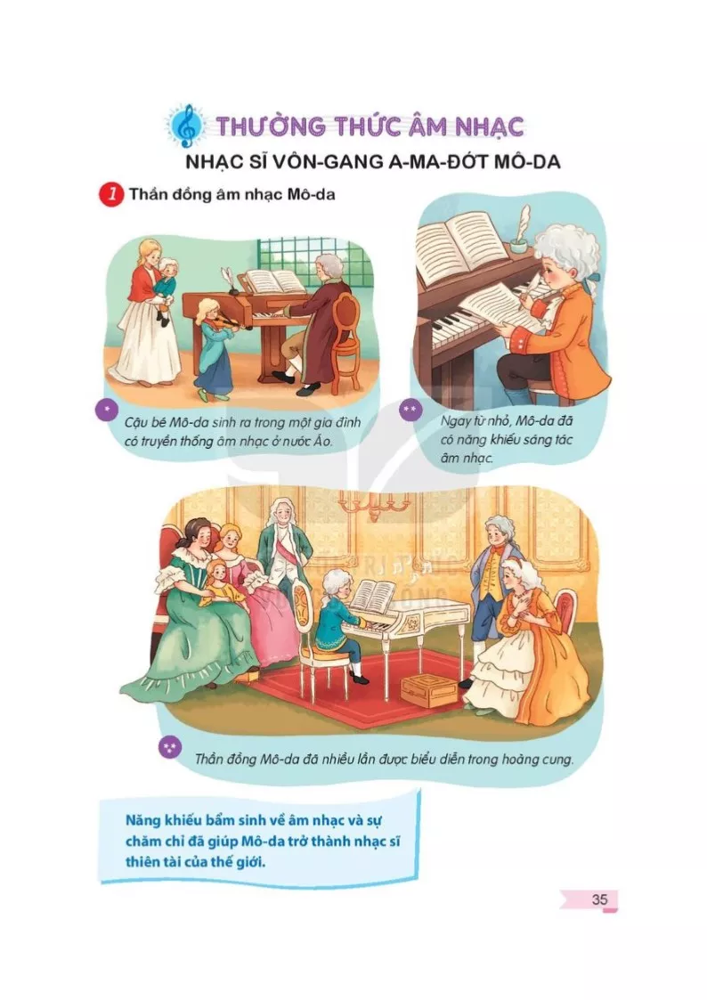 THƯỜNG THỨC ÂM NHẠC
NHẠC SĨ VÔN-GANG A-MA-ĐỚT MÔ-DA
1 Thần đồng âm nhạc Mô-da
*
Cậu bé Mô-da sinh ra trong một gia đình
có truyền thống âm nhạc ở nước Áo.
**
Ngay từ nhỏ, Mô-da đã
có năng khiếu sáng tác
âm nhạc.
***
Thần đồng Mô-da đã nhiều lần được biểu diễn trong hoàng cung.
Năng khiếu bẩm sinh về âm nhạc và sự
chăm chỉ đã giúp Mô-da trở thành nhạc sĩ
thiên tài của thế giới.
35